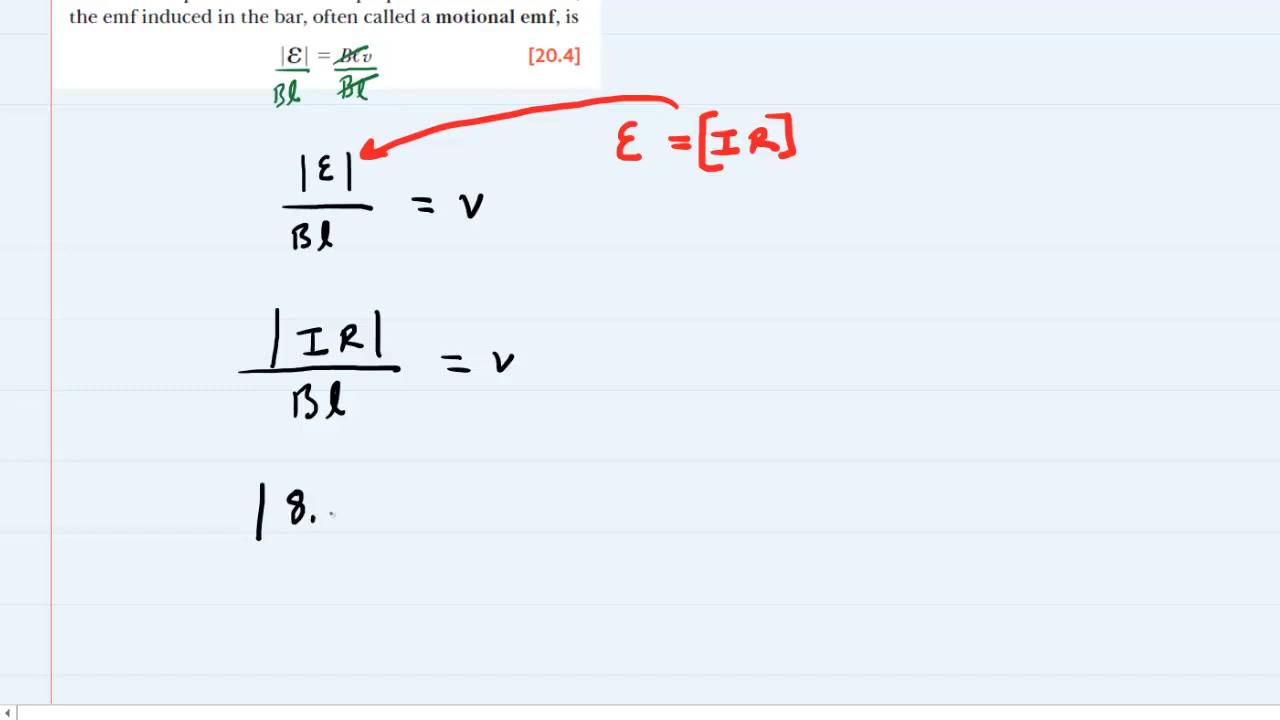 the emf induced in the bar, often called a motional emf, is
|ε| = Bℓv [20.4]
Bl Bl
ε = [IR]
|ε|
Bl
= v
|IR|
Bl
= v
|8.